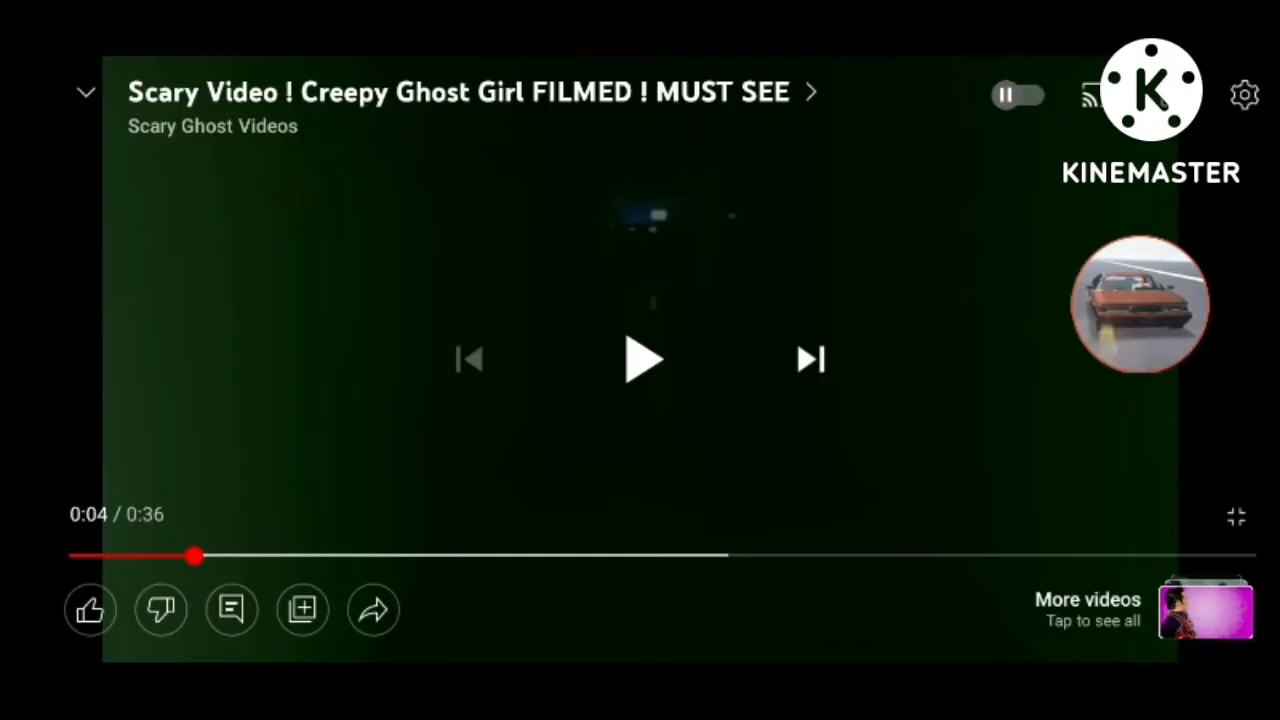 Scary Video ! Creepy Ghost Girl FILMED ! MUST SEE
Scary Ghost Videos
K
KINEMASTER
0:04 / 0:36
More videos
Tap to see all